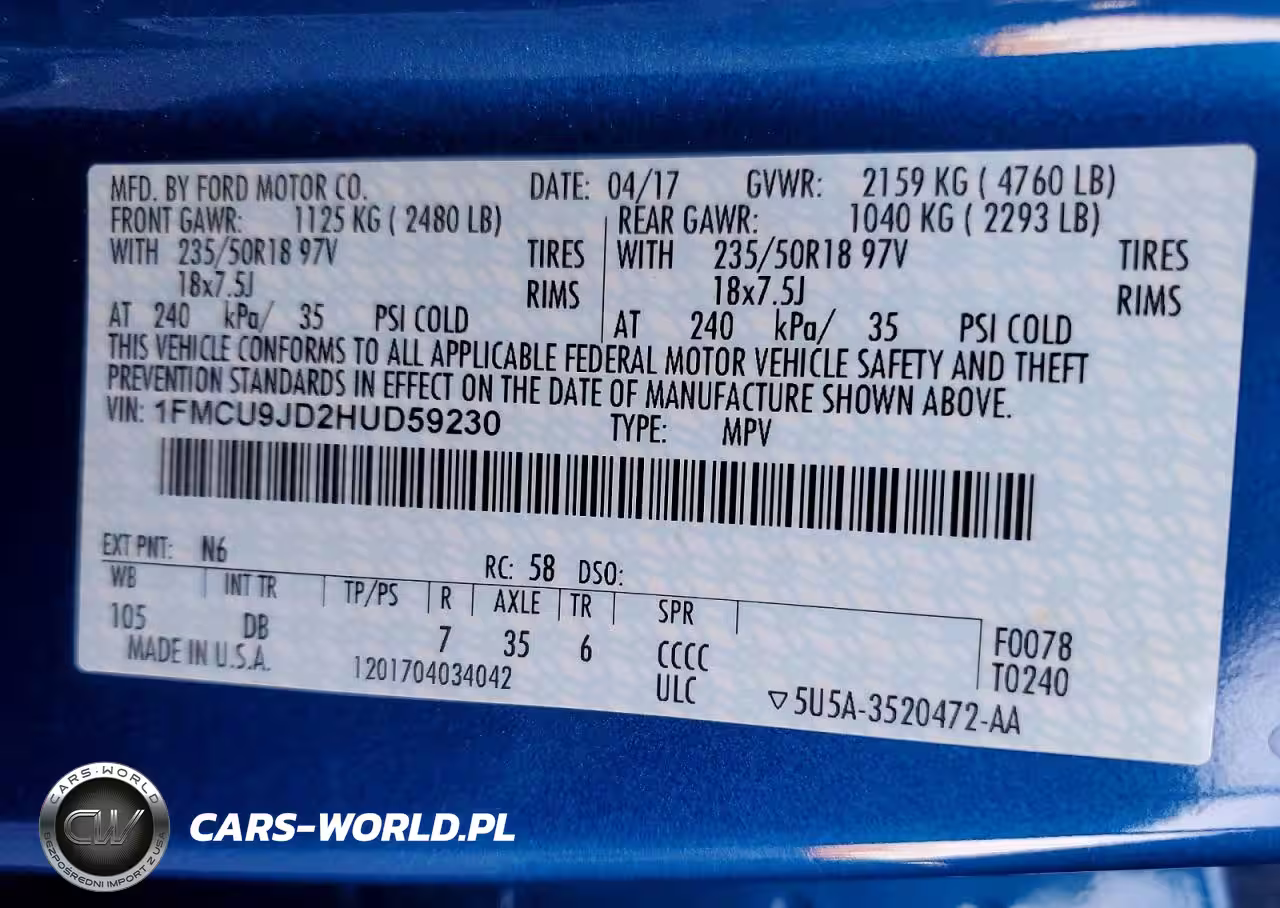 MFD. BY FORD MOTOR CO. DATE: 04/17 GVWR: 2159 KG ( 4760 LB)
FRONT GAWR: 1125 KG ( 2480 LB) REAR GAWR: 1040 KG ( 2293 LB)
WITH 235/50R18 97V TIRES WITH 235/50R18 97V TIRES
18x7.5J RIMS 18x7.5J RIMS
AT 240 kPa/ 35 PSI COLD AT 240 kPa/ 35 PSI COLD
THIS VEHICLE CONFORMS TO ALL APPLICABLE FEDERAL MOTOR VEHICLE SAFETY AND THEFT
PREVENTION STANDARDS IN EFFECT ON THE DATE OF MANUFACTURE SHOWN ABOVE.
VIN: 1FMCU9JD2HUD59230 TYPE: MPV
EXT PNT: N6 RC: 58 DSO:
WB INT TR TP/PS R AXLE TR SPR
105 DB 7 35 6 CCCC F0078
MADE IN U.S.A. 1201704034042 ULC T0240
▽5U5A-3520472-AA
CARS-WORLD
CW
BEZPOŚREDNI IMPORT Z USA
CARS-WORLD.PL